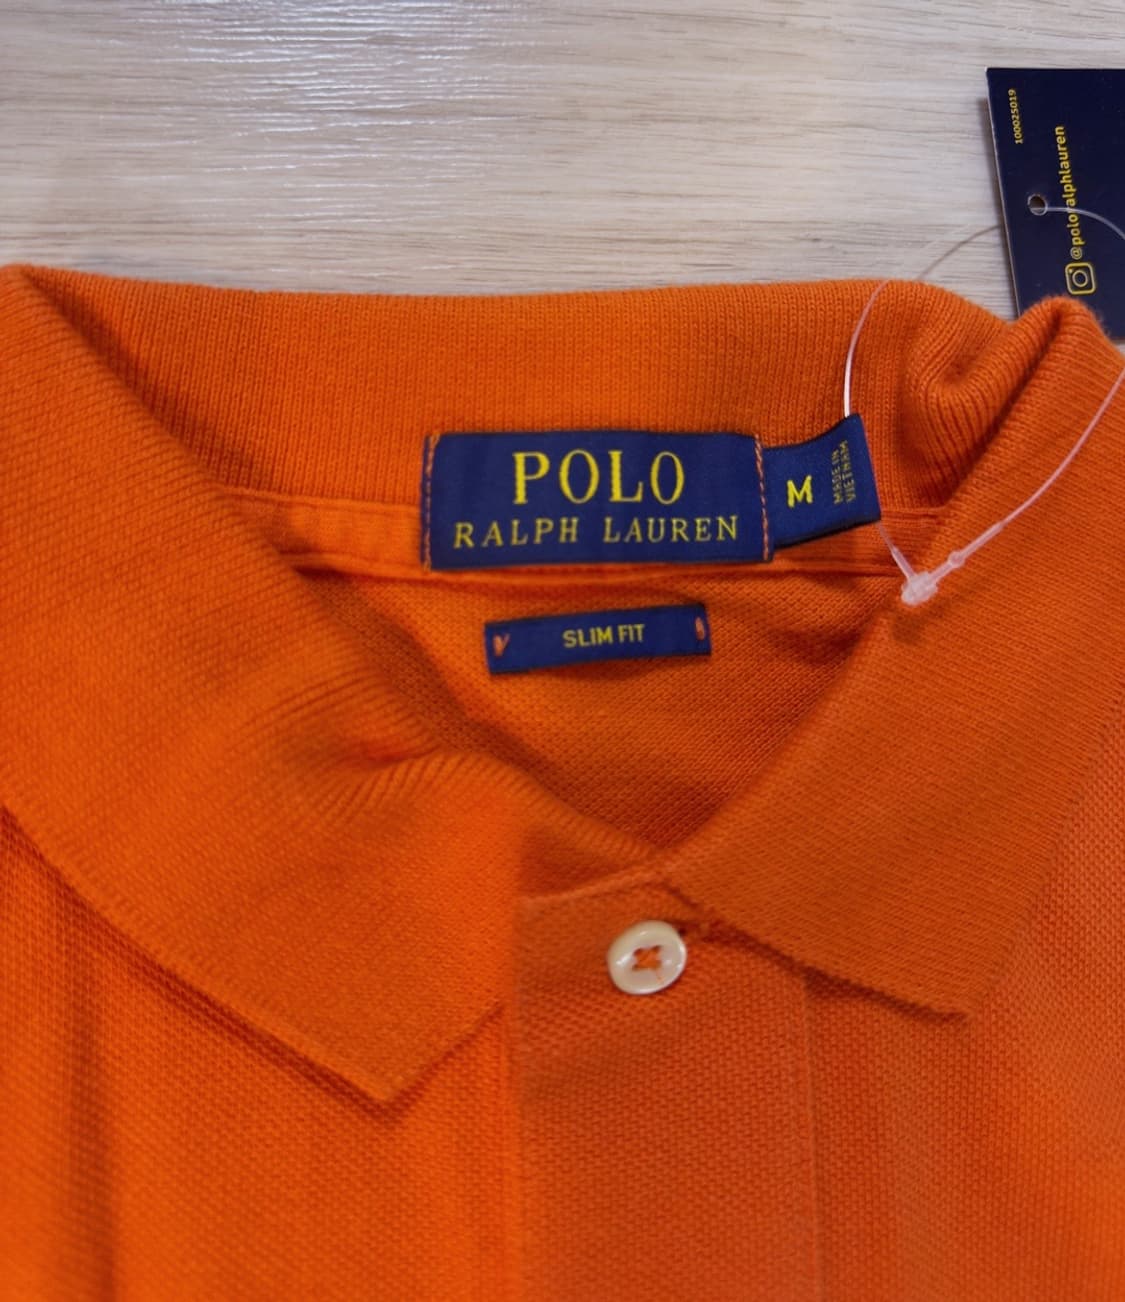 100025019
@poloralphlauren
POLO
RALPH LAUREN
M
MADE IN
VIETNAM
SLIM FIT